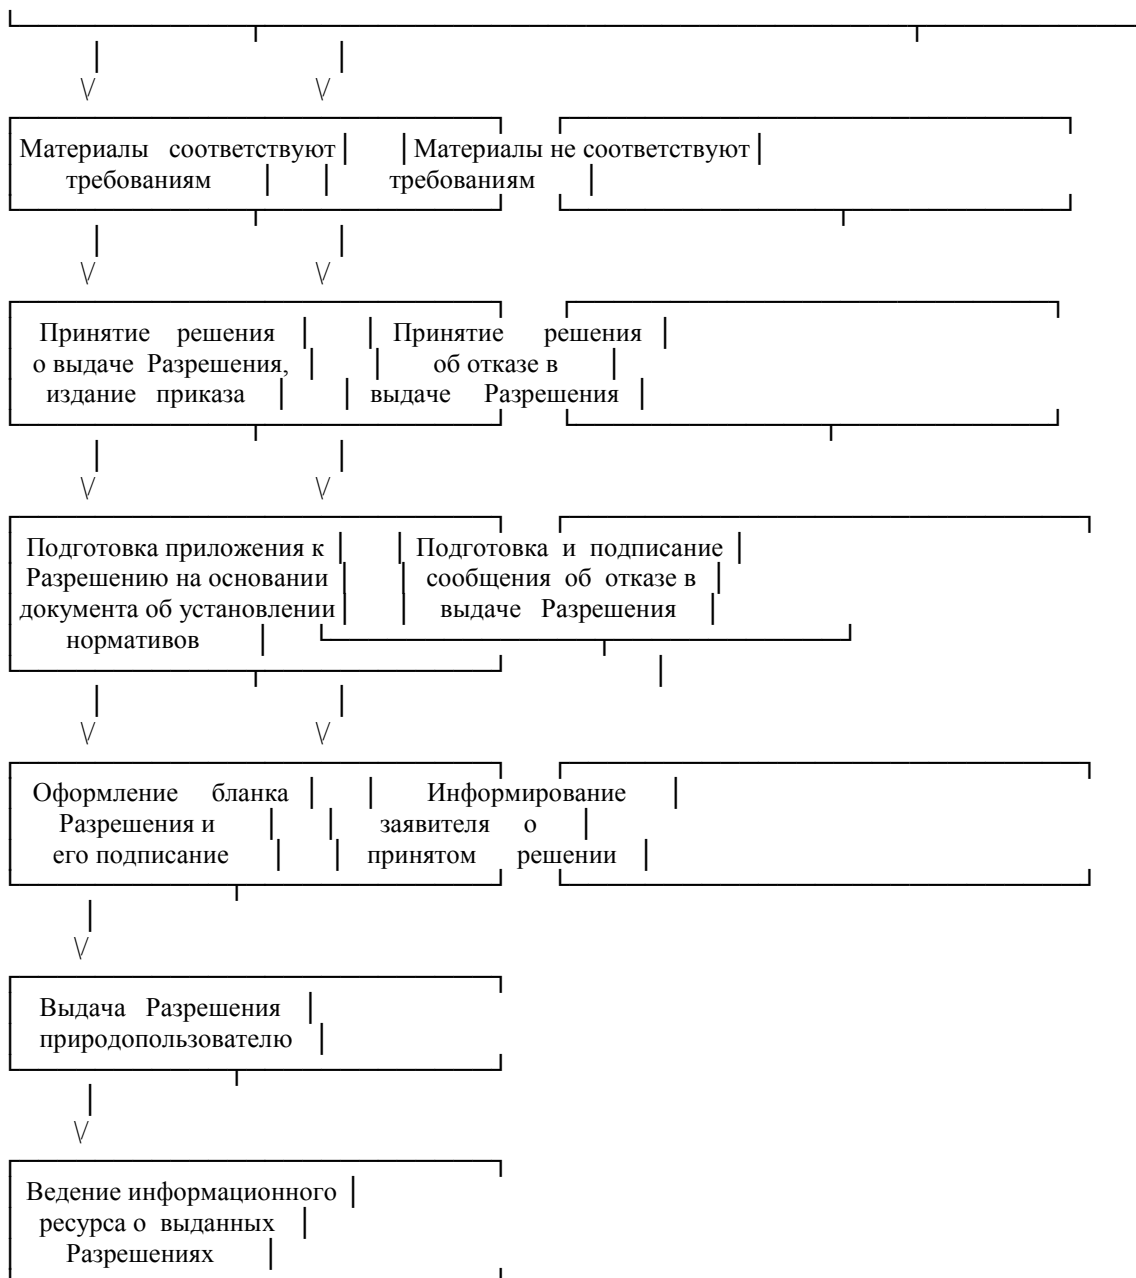 Материалы соответствуют Материалы не соответствуют
требованиям требованиям
Принятие решения Принятие решения
о выдаче Разрешения, об отказе в
издание приказа выдаче Разрешения
Подготовка приложения к Подготовка и подписание
Разрешению на основании сообщения об отказе в
документа об установлении выдаче Разрешения
нормативов
Оформление бланка Информирование
Разрешения и заявителя о
его подписание принятом решении
Выдача Разрешения
природопользователю
Ведение информационного
ресурса о выданных
Разрешениях